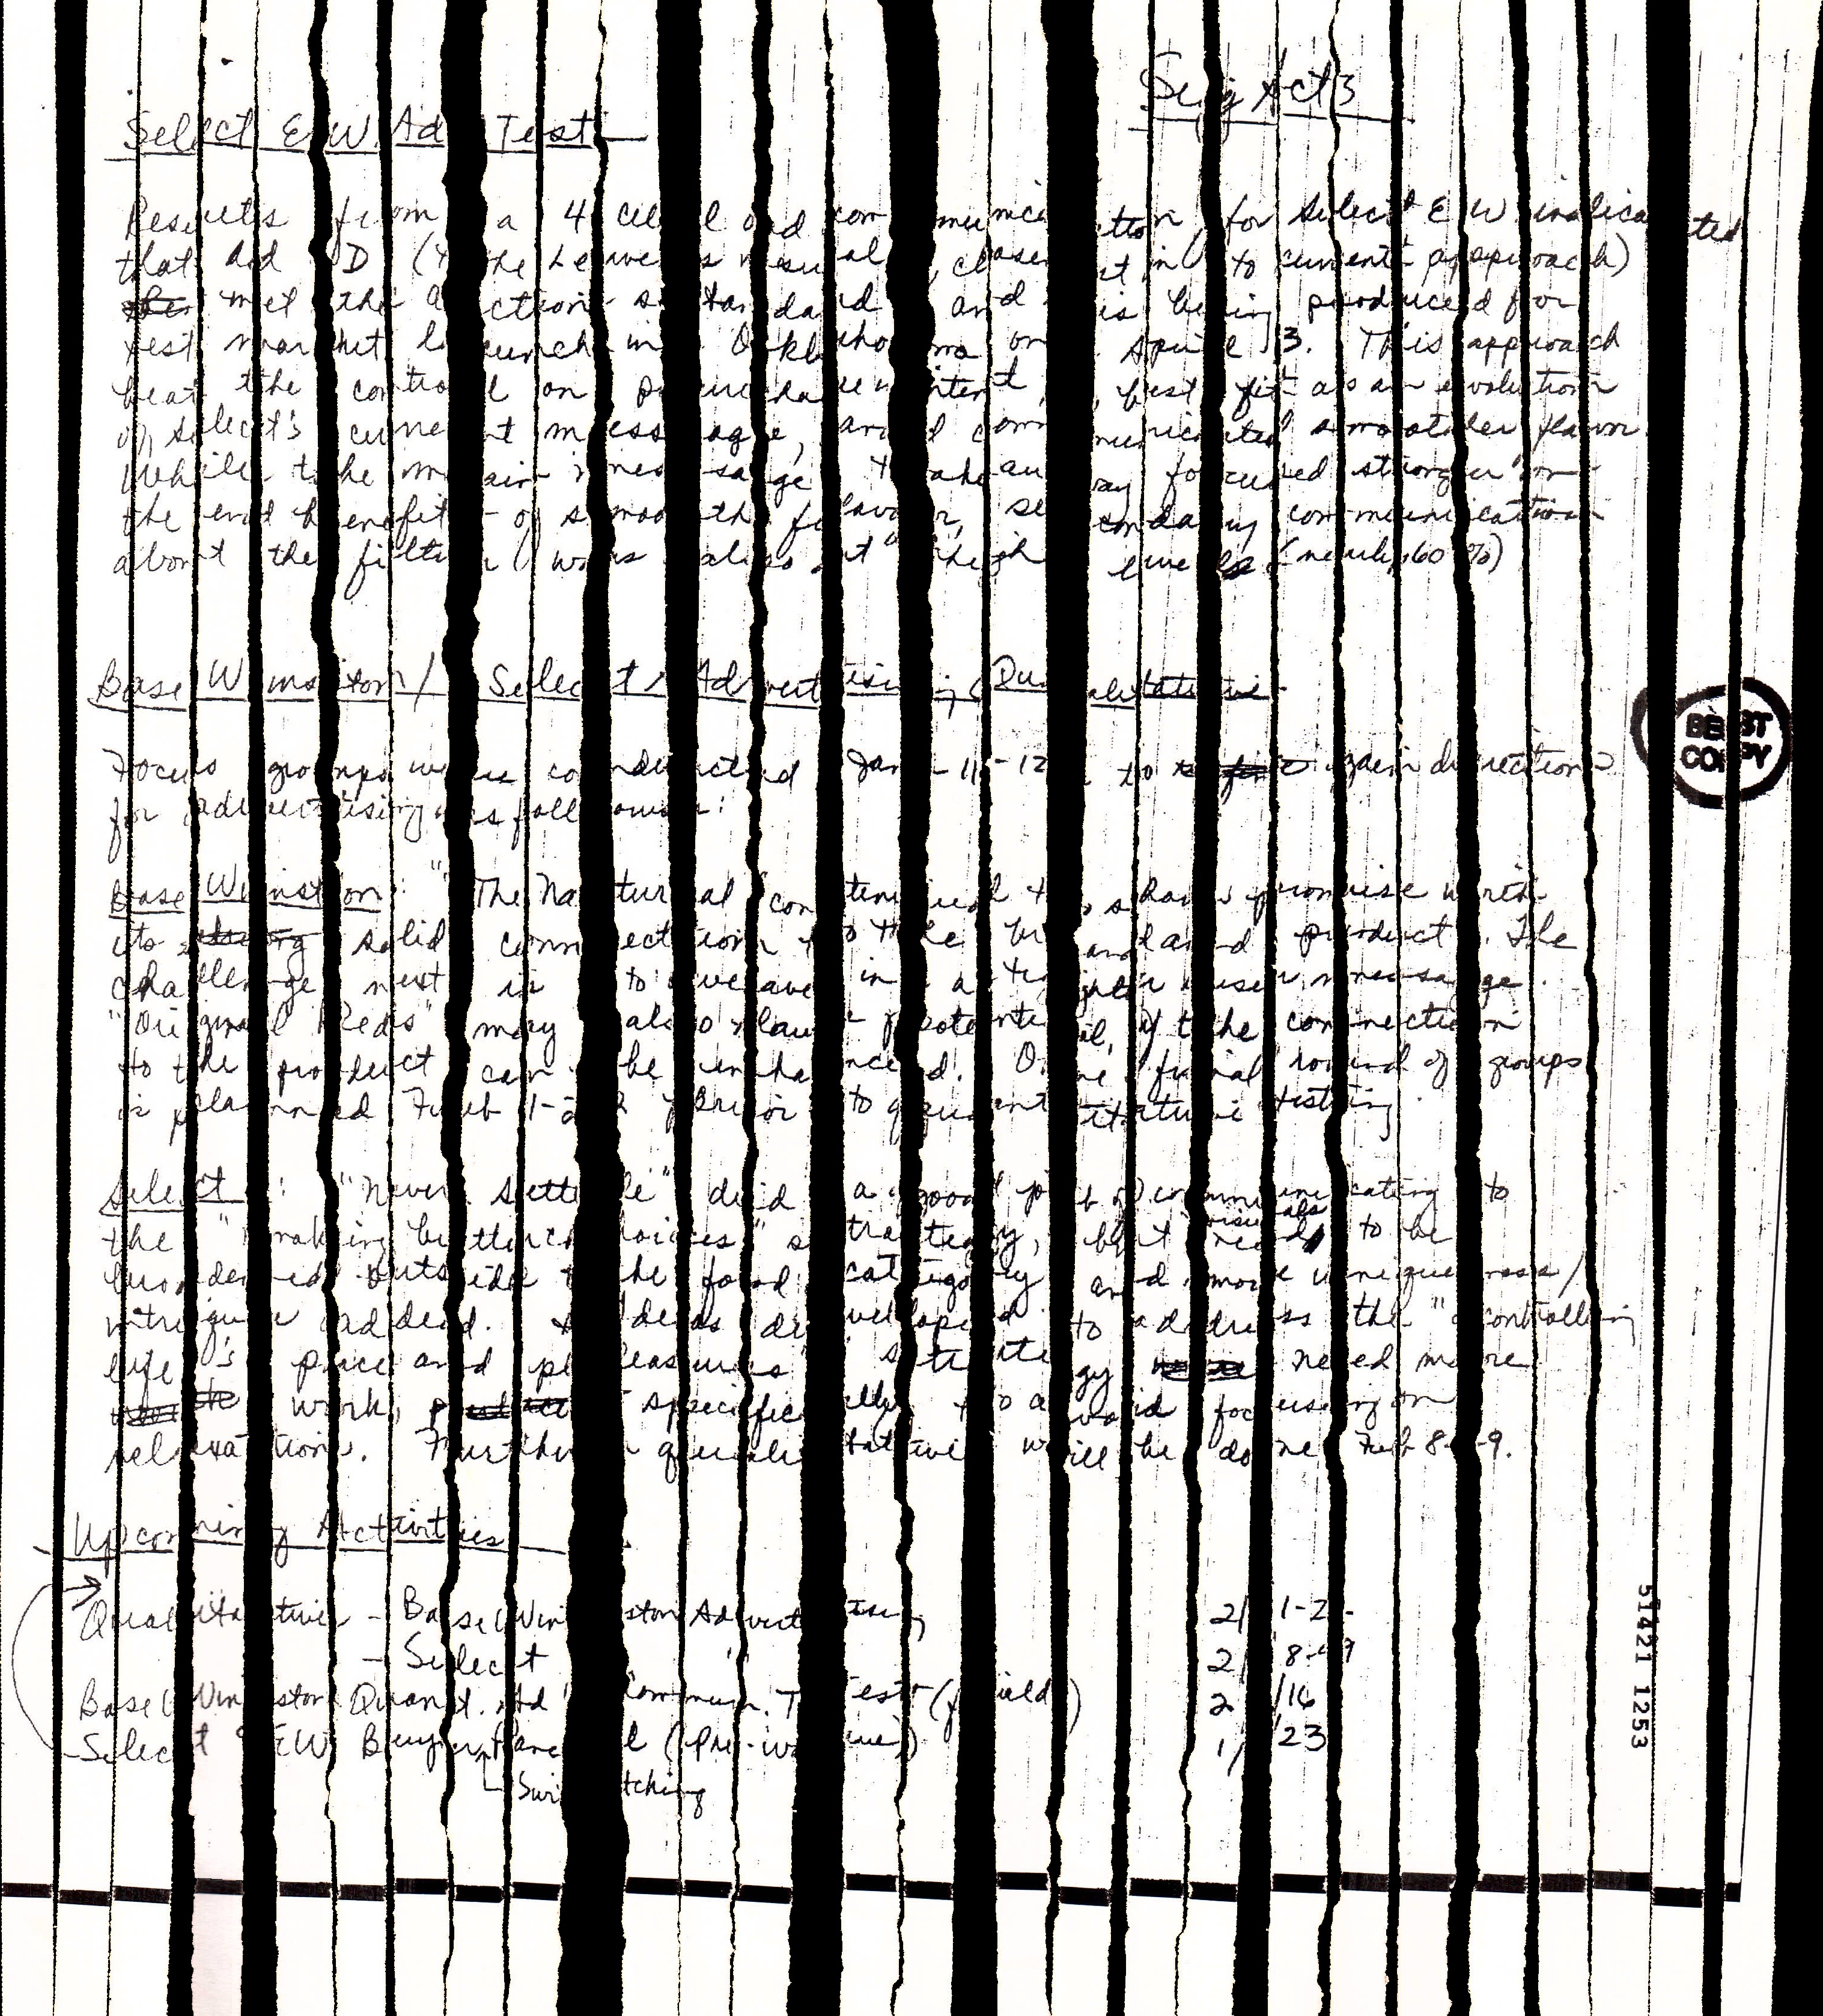 Sig Act 3
Select EW Ad Test
Results from a 4 cell ad communication for Select EW indicated
that Ad D (the Leaves visual, closest in to current approach)
met the action standard and is being produced for
test market launch in Oklahoma on April 3. This approach
beat the control on purchase intent, best fit as an evolution
of Select's current message, and communicated smoother flavor.
While the main message takeaway focused stronger on
the end benefit of smooth flavor, secondary communication
about the filter was also at high levels (nearly 60%)
Base Winston / Select Advertising Qualitative
Focus groups were conducted Jan 11-12 to gain direction
for advertising as follows:
Base Winston: "The Natural" continued to show promise with
its strong solid connection to the brand and product. The
challenge next is to weave in a tighter user message.
"Original Reds" may also have potential, if the connection
to the product can be enhanced. One final round of groups
is planned Feb 1-2 prior to quantitative testing.
Select: "Never Settle" did a good job of communicating to
the "making better choices" strategy, but visuals need to be
broadened outside the food category and more uniqueness/
intrigue added. Ideas developed to address the "controlling
life's pace and pleasures" strategy need more
work, specifically to avoid focusing on
relaxation. Further qualitative will be done Feb 8-9.
Upcoming Activities
Qualitative - Base Winston Advertising 2/1-2
- Select " 2/8-9
Base Winston Quant. Ad Commun. Test (field) 2/16
Select EW Buyer Panel (Pre-wave) 1/23
Switching
BEST COPY
51421 1253